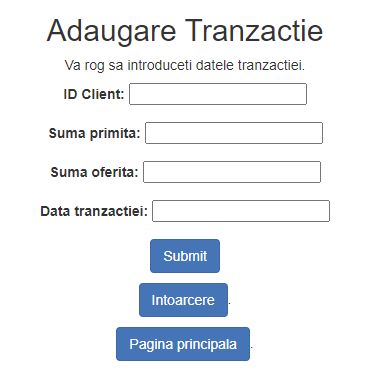 Adaugare Tranzactie
Va rog sa introduceti datele tranzactiei.
ID Client:
Suma primita:
Suma oferita:
Data tranzactiei:
Submit
Intoarcere.
Pagina principala.